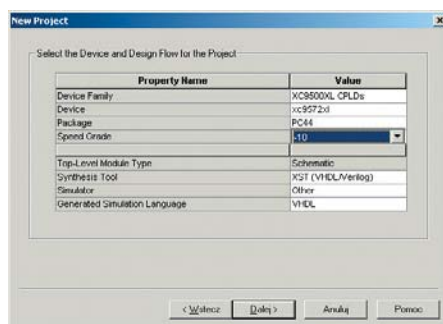 New Project
Select the Device and Design Flow for the Project
Property Name Value
Device Family XC9500XL CPLDs
Device xc9572xl
Package PC44
Speed Grade -10
Top-Level Module Type Schematic
Synthesis Tool XST (VHDL/Verilog)
Simulator Other
Generated Simulation Language VHDL
< Wstecz Dalej > Anuluj Pomoc